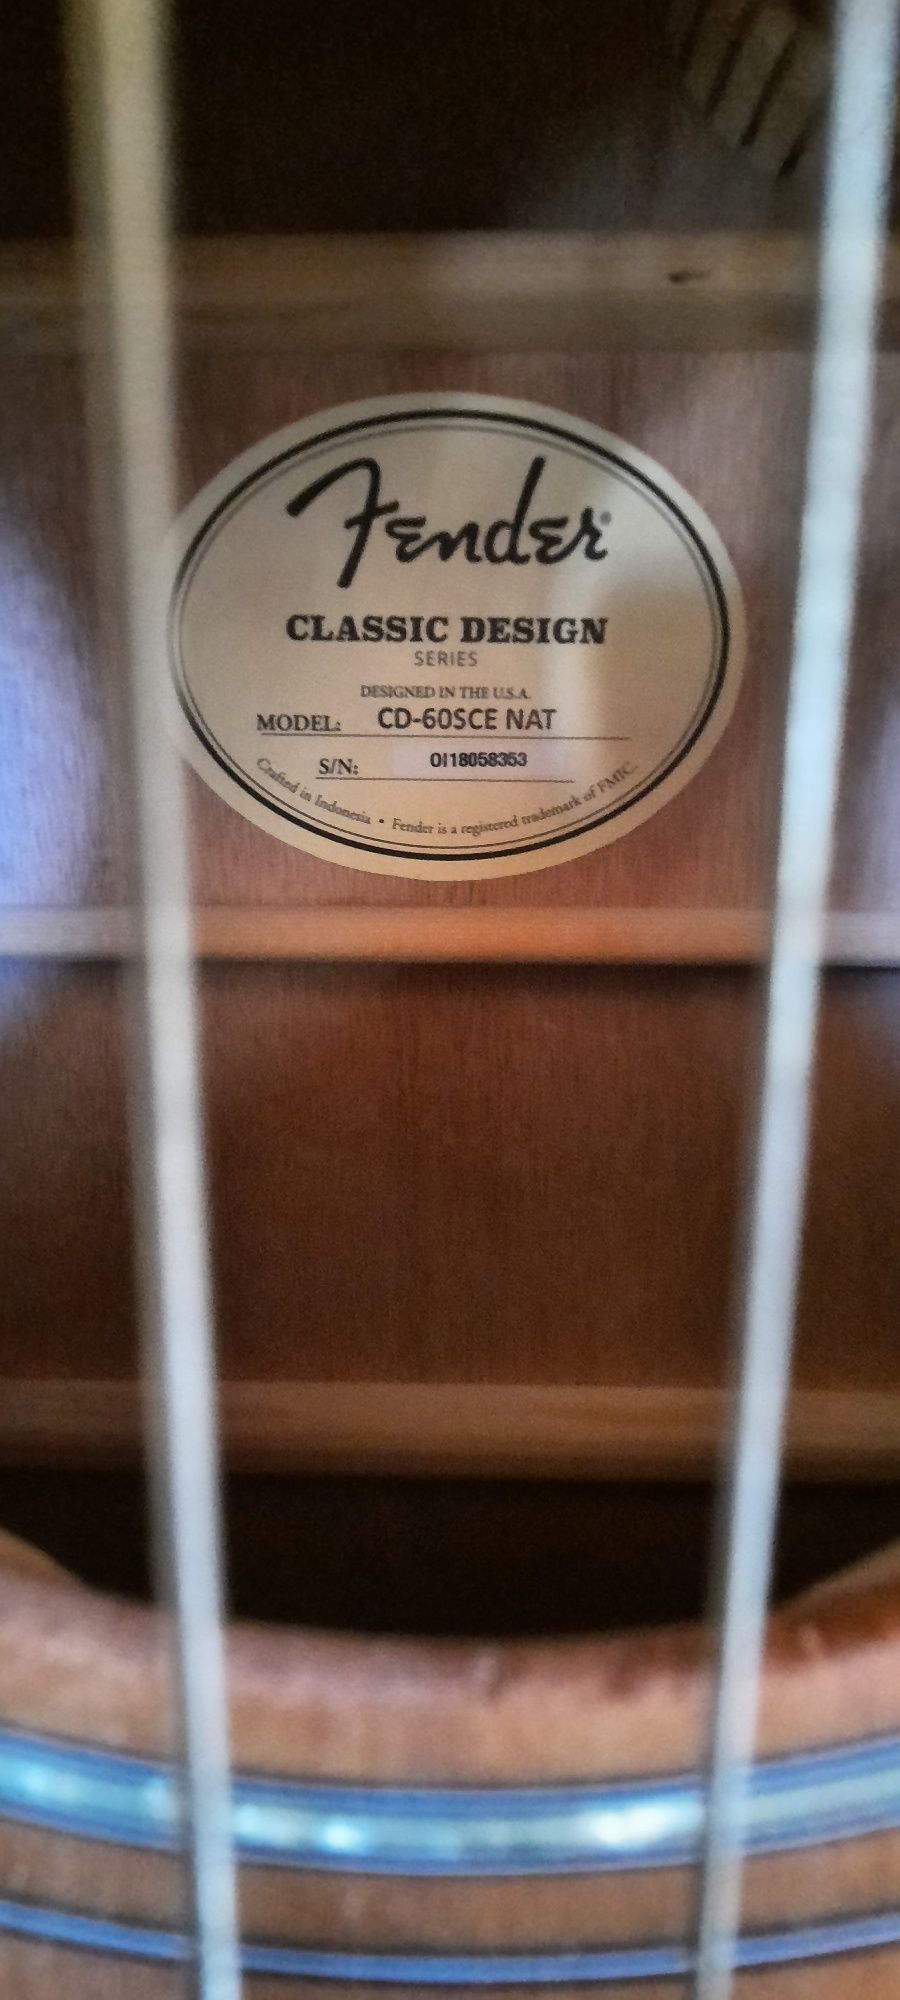 Fender®
CLASSIC DESIGN
SERIES
DESIGNED IN THE U.S.A.
MODEL: CD-60SCE NAT
S/N: OI18058353
Crafted in Indonesia • Fender is a registered trademark of FMIC.